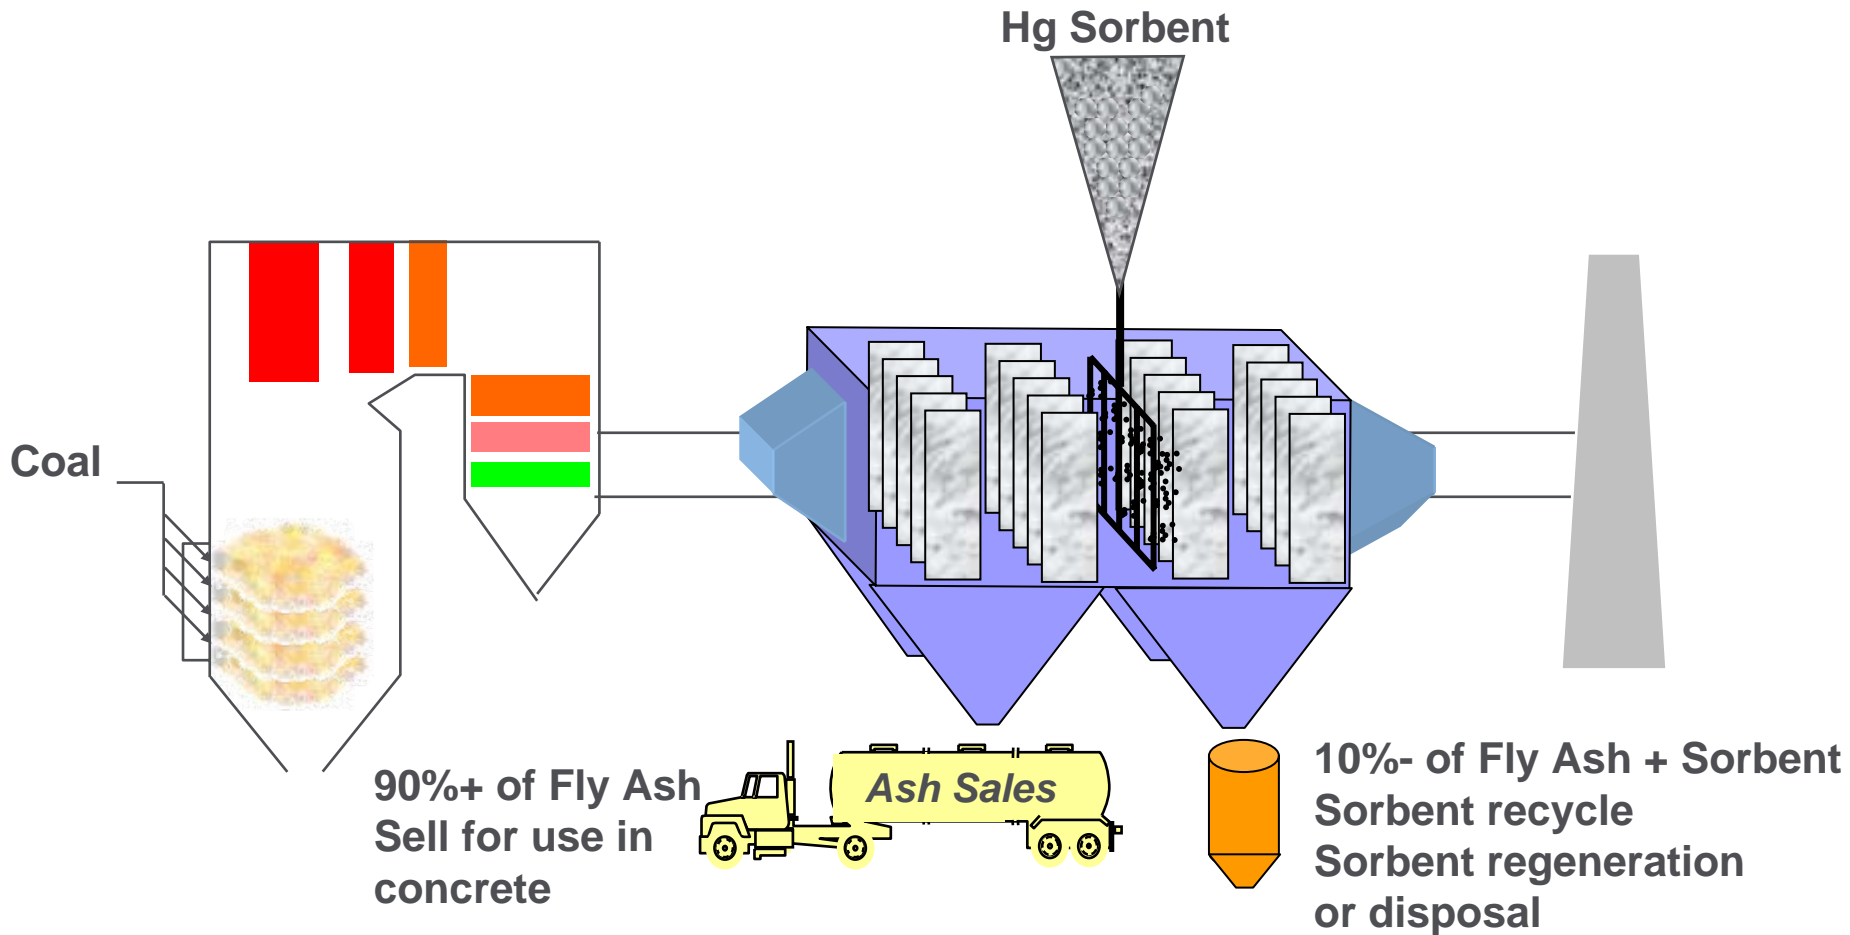 Hg Sorbent
Coal
90%+ of Fly Ash
Sell for use in
concrete
Ash Sales
10%- of Fly Ash + Sorbent
Sorbent recycle
Sorbent regeneration
or disposal